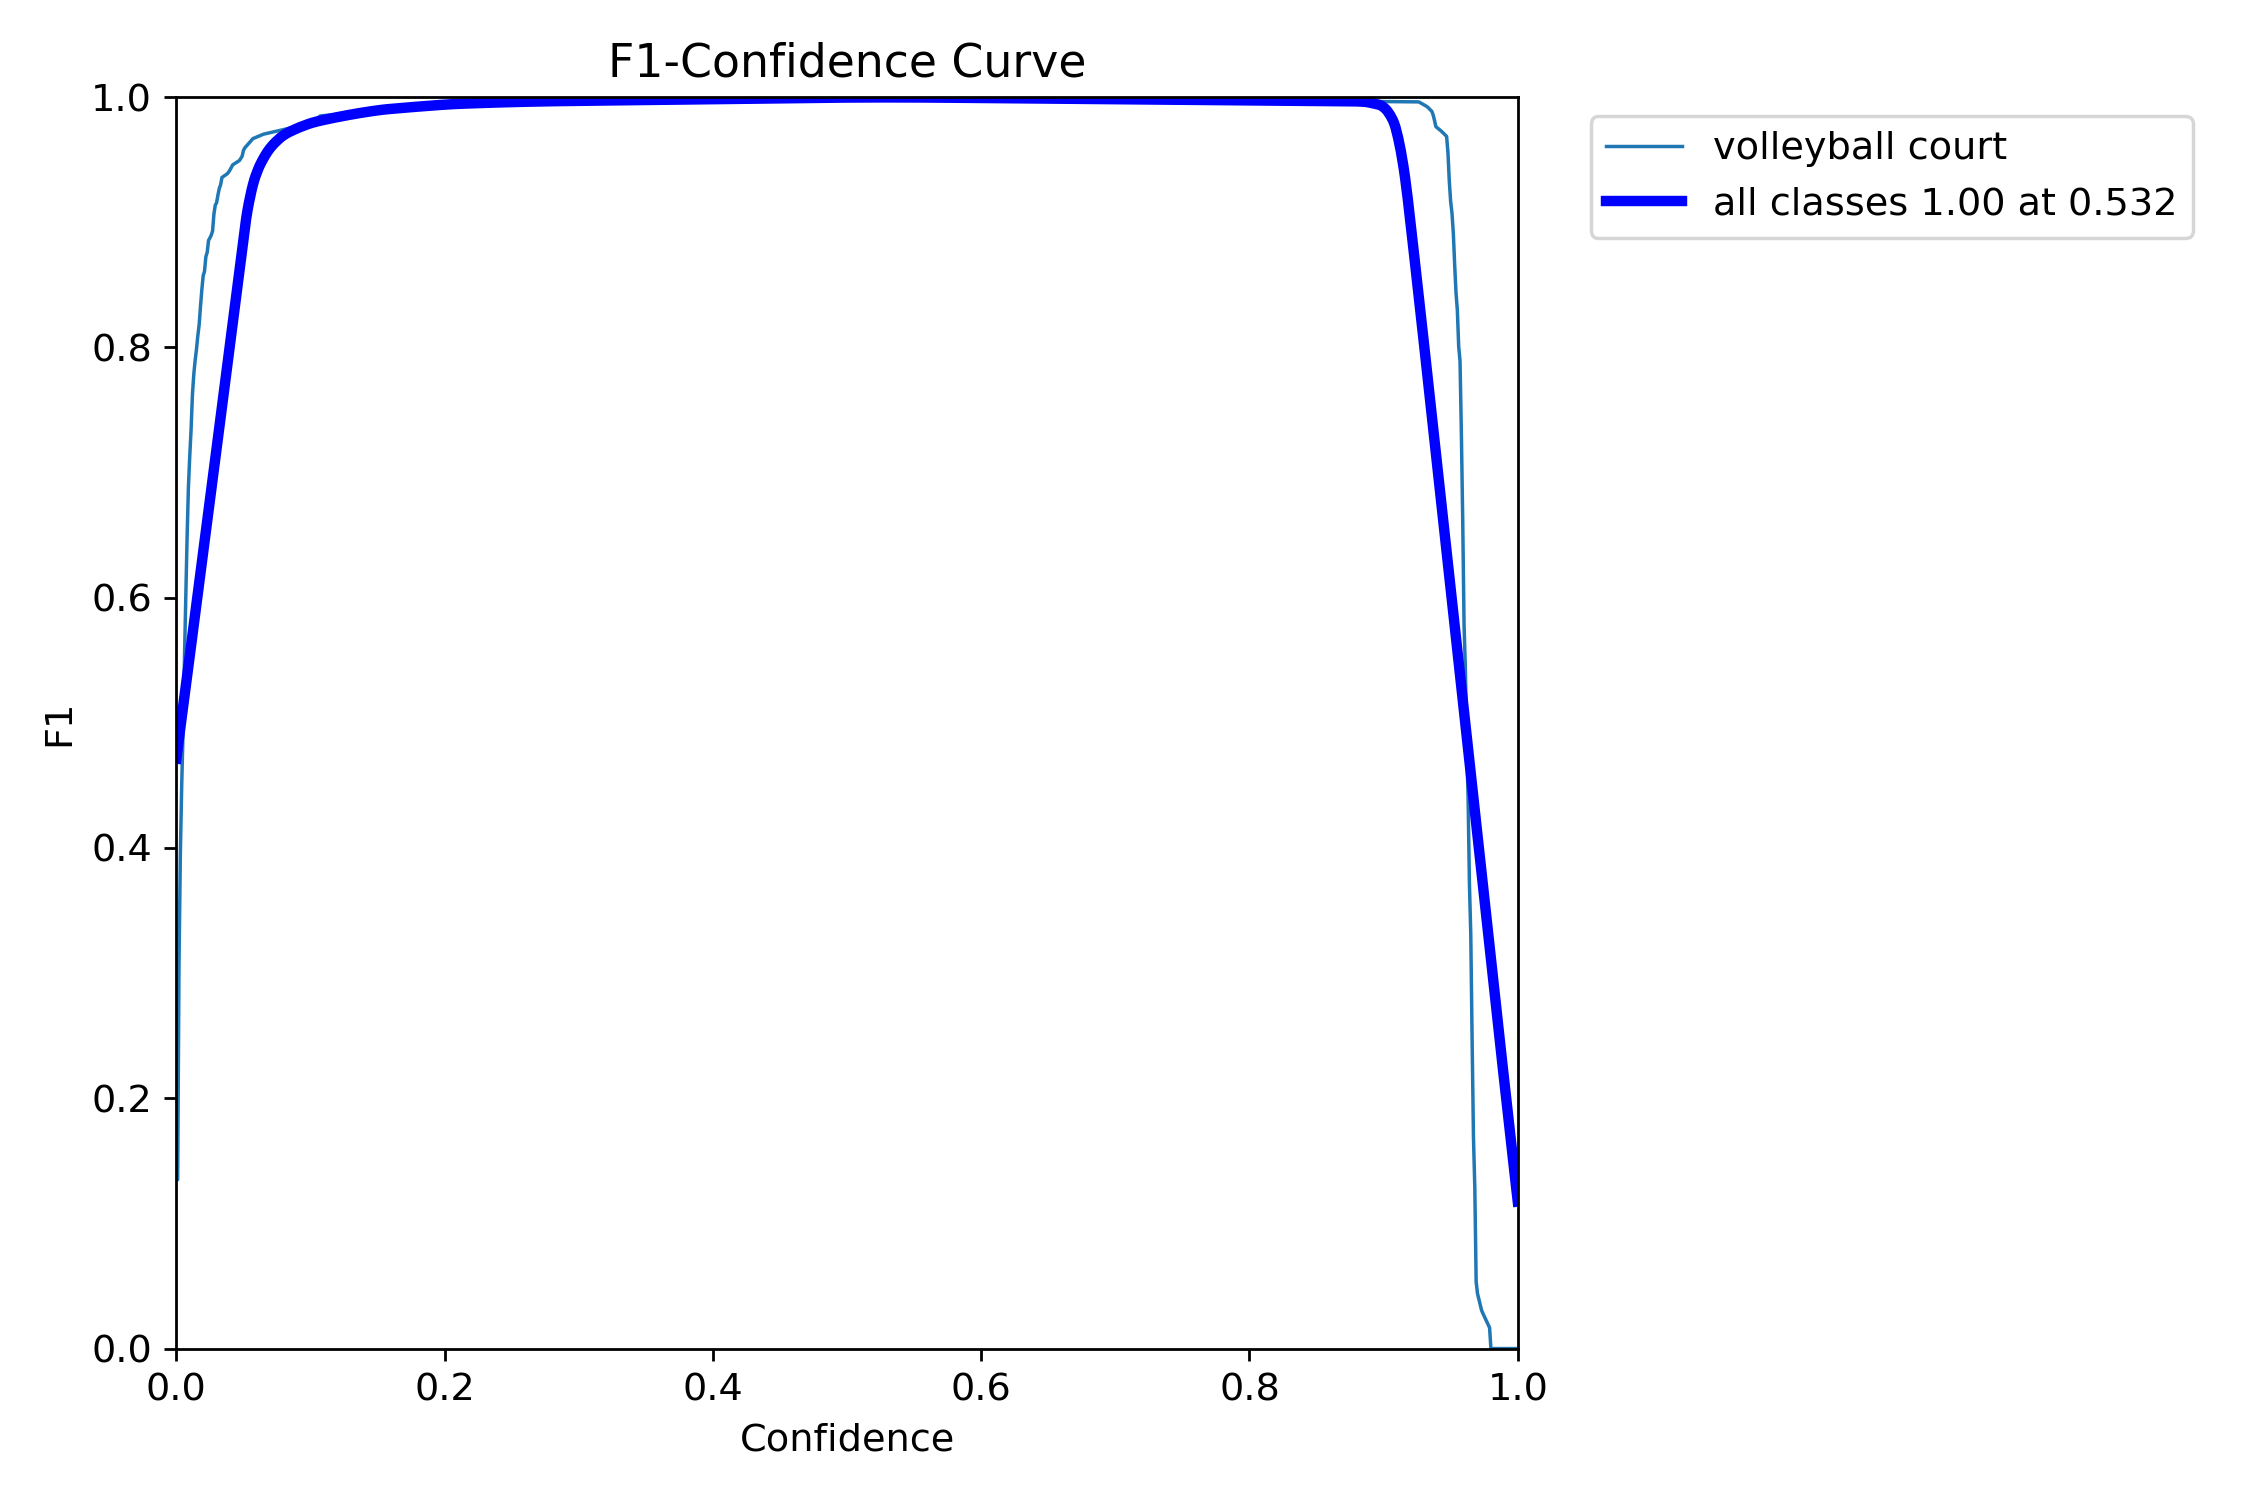 F1-Confidence Curve
volleyball court
all classes 1.00 at 0.532
1.0
0.8
0.6
0.4
0.2
0.0
F1
0.0 0.2 0.4 0.6 0.8 1.0
Confidence